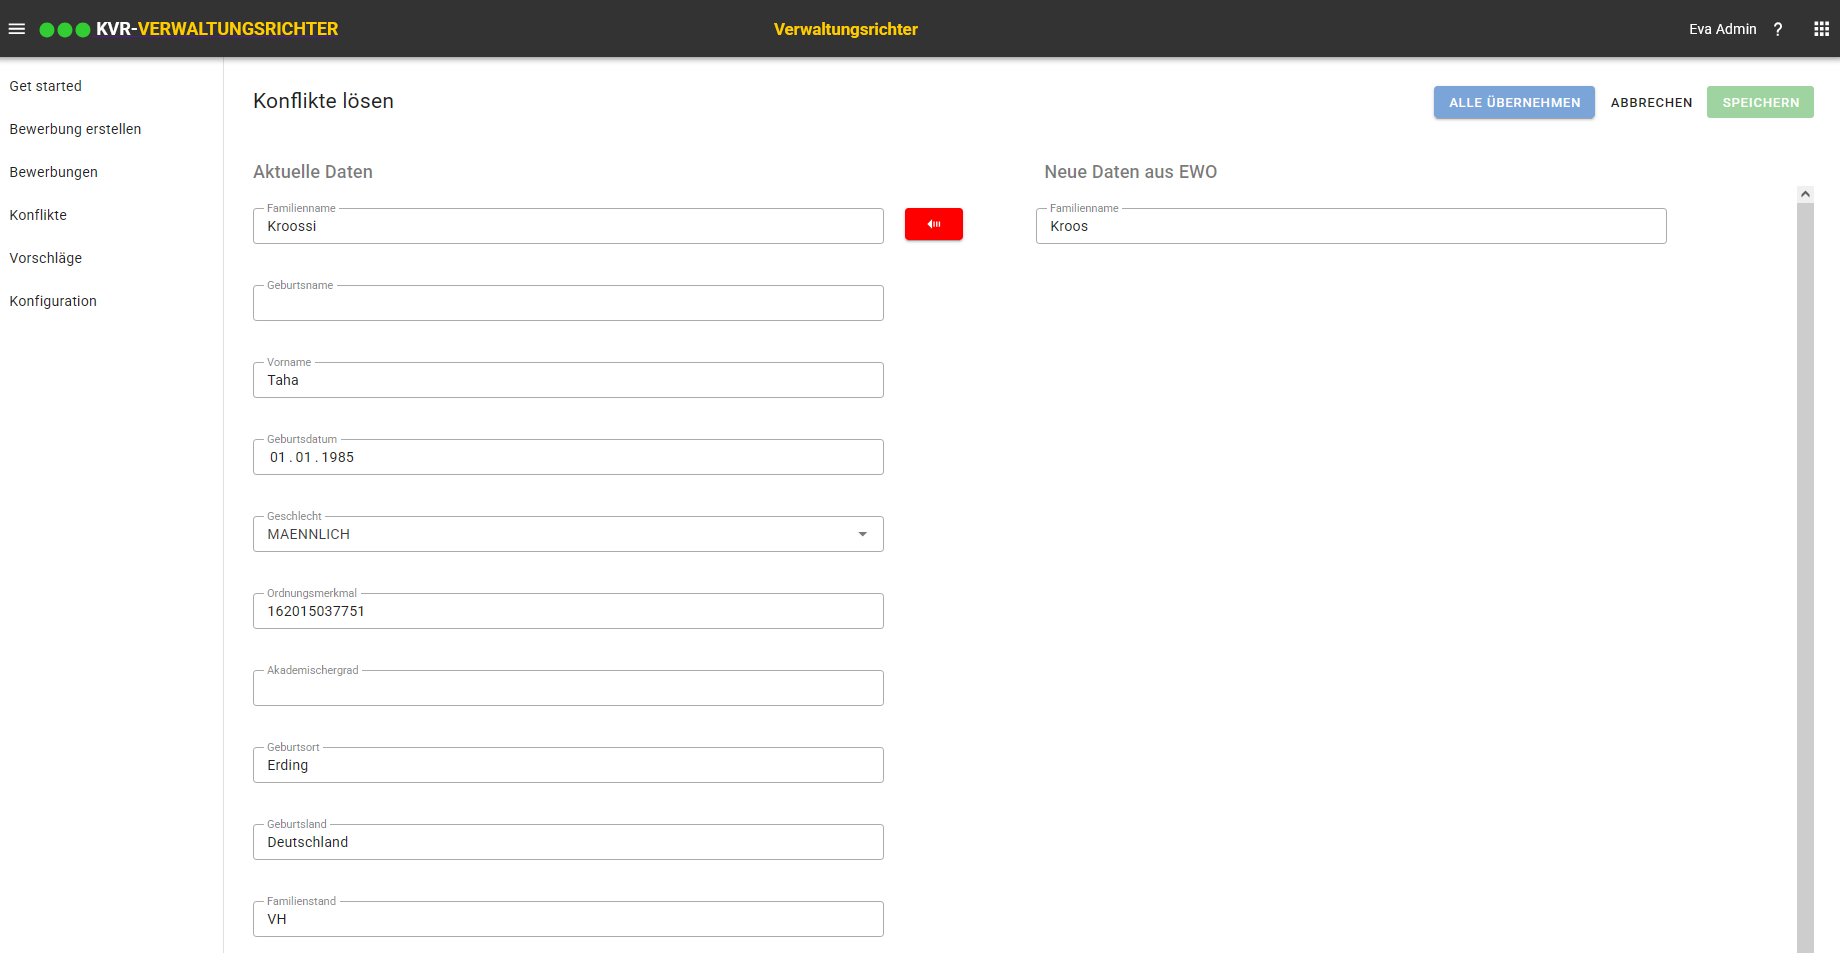 KVR-VERWALTUNGSRICHTER
Verwaltungsrichter
Eva Admin ?
Get started
Bewerbung erstellen
Bewerbungen
Konflikte
Vorschläge
Konfiguration
Konflikte lösen
ALLE ÜBERNEHMEN
ABBRECHEN
SPEICHERN
Aktuelle Daten
Neue Daten aus EWO
Familienname
Kroossi
Familienname
Kroos
Geburtsname
Vorname
Taha
Geburtsdatum
01.01.1985
Geschlecht
MAENNLICH
Ordnungsmerkmal
162015037751
Akademischergrad
Geburtsort
Erding
Geburtsland
Deutschland
Familienstand
VH